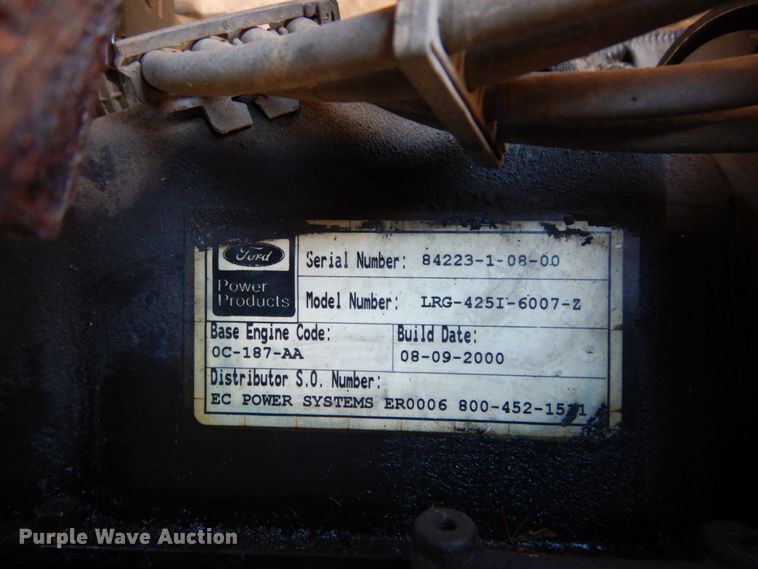 Ford
Power
Products
Serial Number: 84223-1-08-00
Model Number: LRG-425I-6007-Z
Base Engine Code:
0C-187-AA
Build Date:
08-09-2000
Distributor S.O. Number:
EC POWER SYSTEMS ER0006
Purple Wave Auction